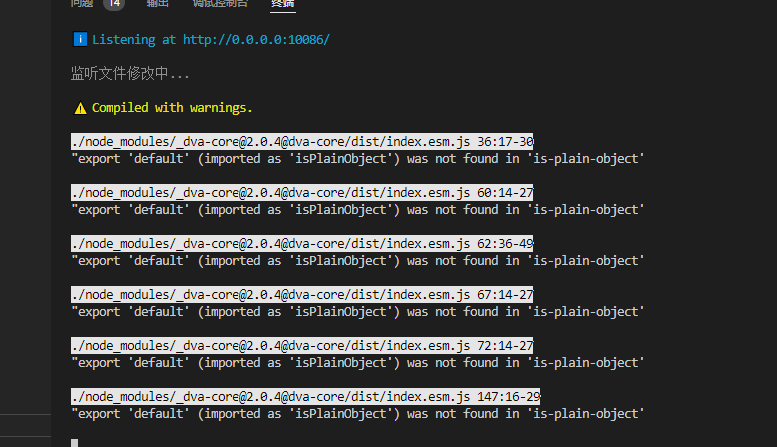 问题 14 输出 调试控制台 终端
Listening at http://0.0.0.0:10086/
监听文件修改中...
Compiled with warnings.
./node_modules/_dva-core@2.0.4@dva-core/dist/index.esm.js 36:17-30
"export 'default' (imported as 'isPlainObject') was not found in 'is-plain-object'
./node_modules/_dva-core@2.0.4@dva-core/dist/index.esm.js 60:14-27
"export 'default' (imported as 'isPlainObject') was not found in 'is-plain-object'
./node_modules/_dva-core@2.0.4@dva-core/dist/index.esm.js 62:36-49
"export 'default' (imported as 'isPlainObject') was not found in 'is-plain-object'
./node_modules/_dva-core@2.0.4@dva-core/dist/index.esm.js 67:14-27
"export 'default' (imported as 'isPlainObject') was not found in 'is-plain-object'
./node_modules/_dva-core@2.0.4@dva-core/dist/index.esm.js 72:14-27
"export 'default' (imported as 'isPlainObject') was not found in 'is-plain-object'
./node_modules/_dva-core@2.0.4@dva-core/dist/index.esm.js 147:16-29
"export 'default' (imported as 'isPlainObject') was not found in 'is-plain-object'